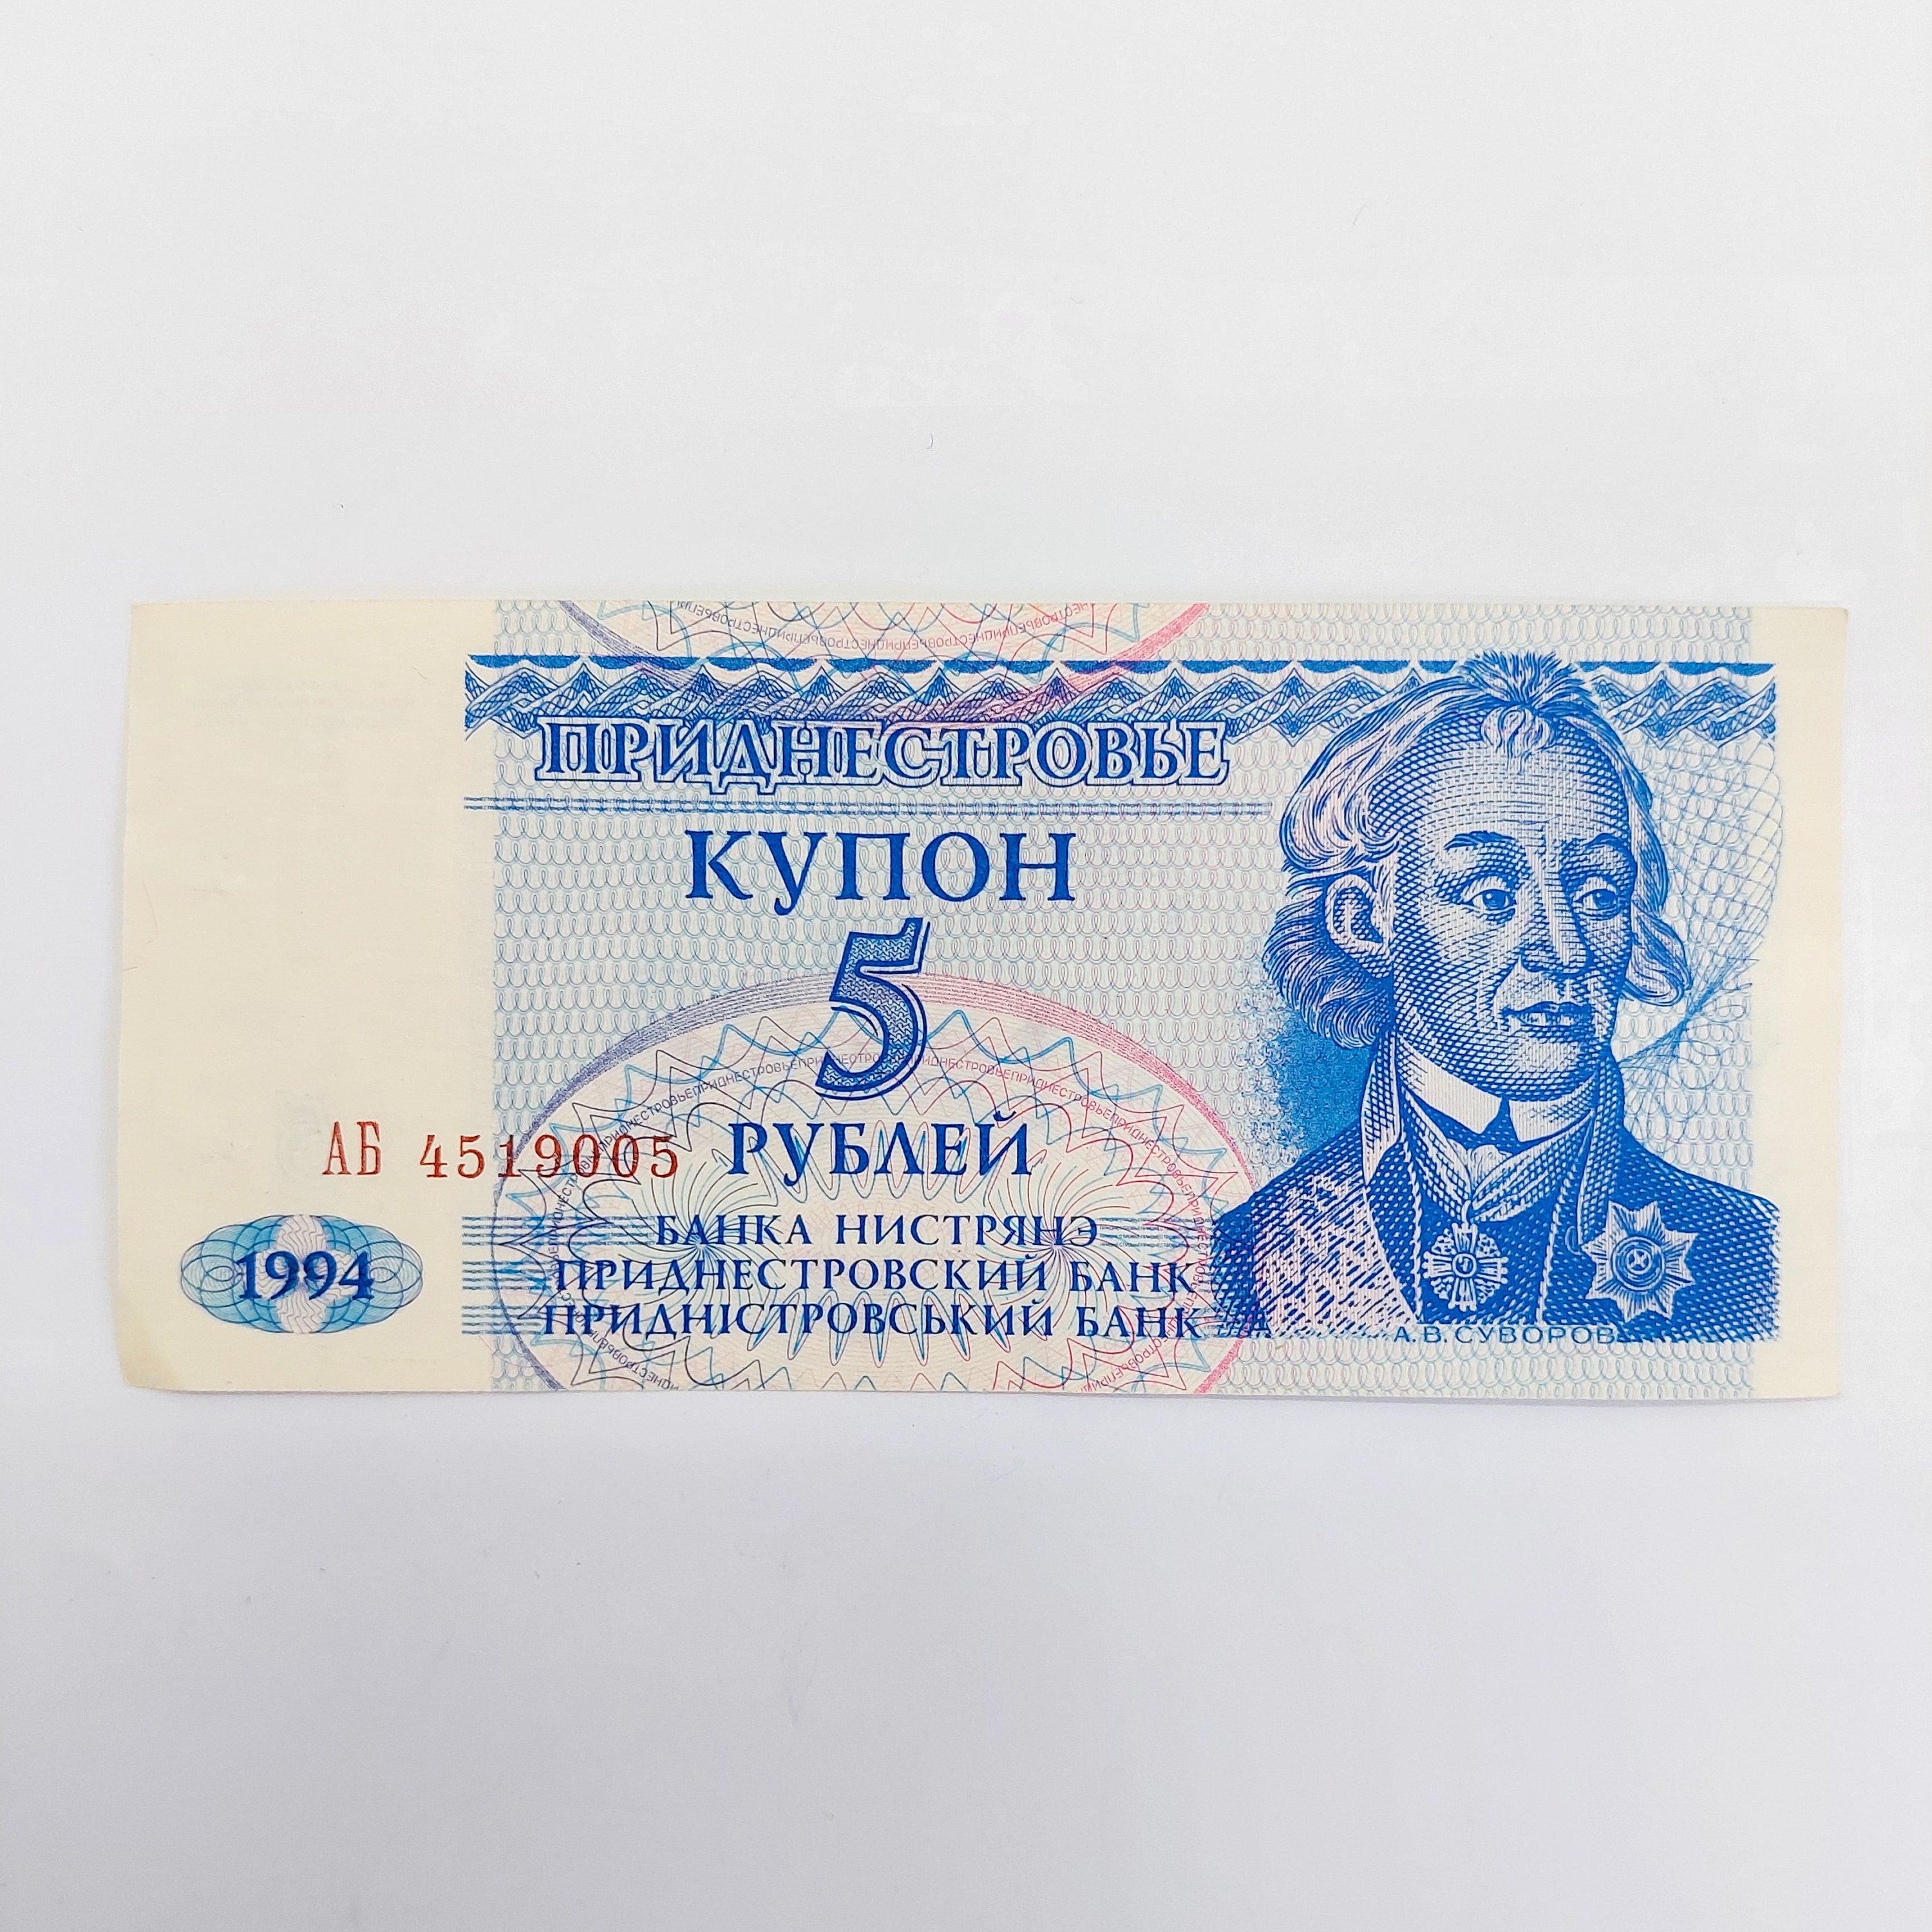 ПРИДНЕСТРОВЬЕ
КУПОН
5
РУБЛЕЙ
АБ 4519005
БАНКА НИСТРЯНЭ
ПРИДНЕСТРОВСКИЙ БАНК
ПРИДНІСТРОВСЬКИЙ БАНК
1994
А.В.СУВОРОВ